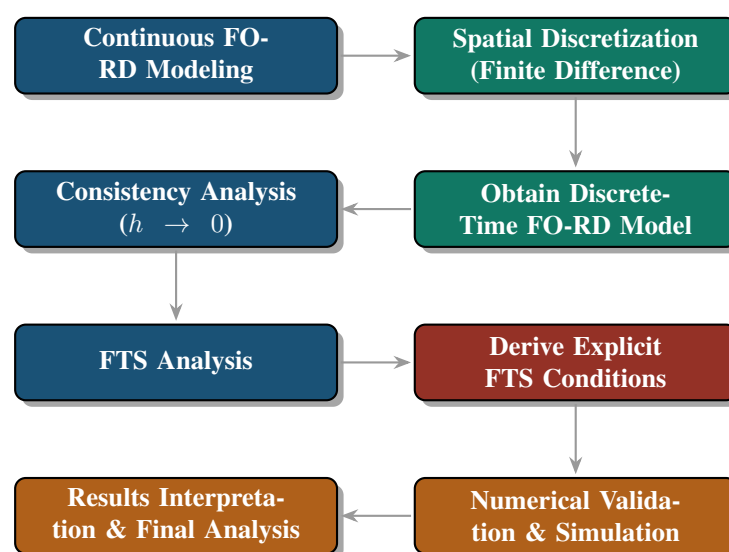 Continuous FO-
RD Modeling
Spatial Discretization
(Finite Difference)
Consistency Analysis
(h → 0)
Obtain Discrete-
Time FO-RD Model
FTS Analysis
Derive Explicit
FTS Conditions
Results Interpreta-
tion & Final Analysis
Numerical Valida-
tion & Simulation